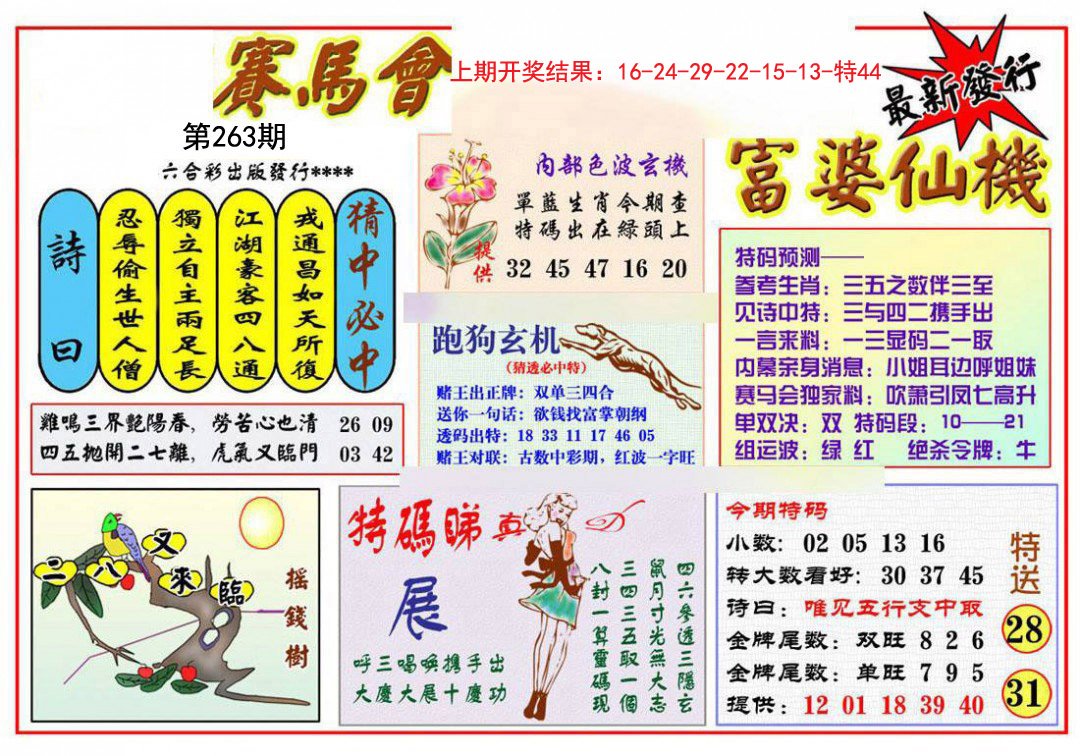 賽馬會
上期开奖结果：16-24-29-22-15-13-特44
最新發行
第263期
六合彩出版發行****
富婆仙機
詩曰
忍辱偷生世人僧
獨立自主兩足長
江湖豪客四八通
戎通昌如天所復
猜中必中
內部色波玄機
單藍生肖今期查
特碼出在緑頭上
提供
32 45 47 16 20
特码预测——
参考生肖：三五之数伴三至
见诗中特：三与四二携手出
一言来料：一三显码二一取
内幕亲身消息：小姐耳边呼姐妹
赛马会独家料：吹萧引凤七高升
单双决：双 特码段：10——21
组运波：绿 红 绝杀令牌：牛
跑狗玄机
（猪透必中特）
赌王出正牌：双单三四合
送你一句话：欲钱找富掌朝纲
透码出特：18 33 11 17 46 05
赌王对联：古数中彩期，红波一字旺
雞鳴三界艷陽春，勞苦心也清 26 09
四五抛開二七離，虎氣又臨門 03 42
二八又來臨
搖錢樹
特碼睇真D
展
呼三唱喚攜手出
大慶大展十慶功
四六參透三隱玄
鼠月寸光無大志
三四三五取一個
八封一算靈碼現
今期特码
小数：02 05 13 16
转大数看好：30 37 45
诗曰：唯见五行支中取
金牌尾数：双旺 8 2 6
金牌尾数：单旺 7 9 5
提供：12 01 18 39 40
特送
28
31